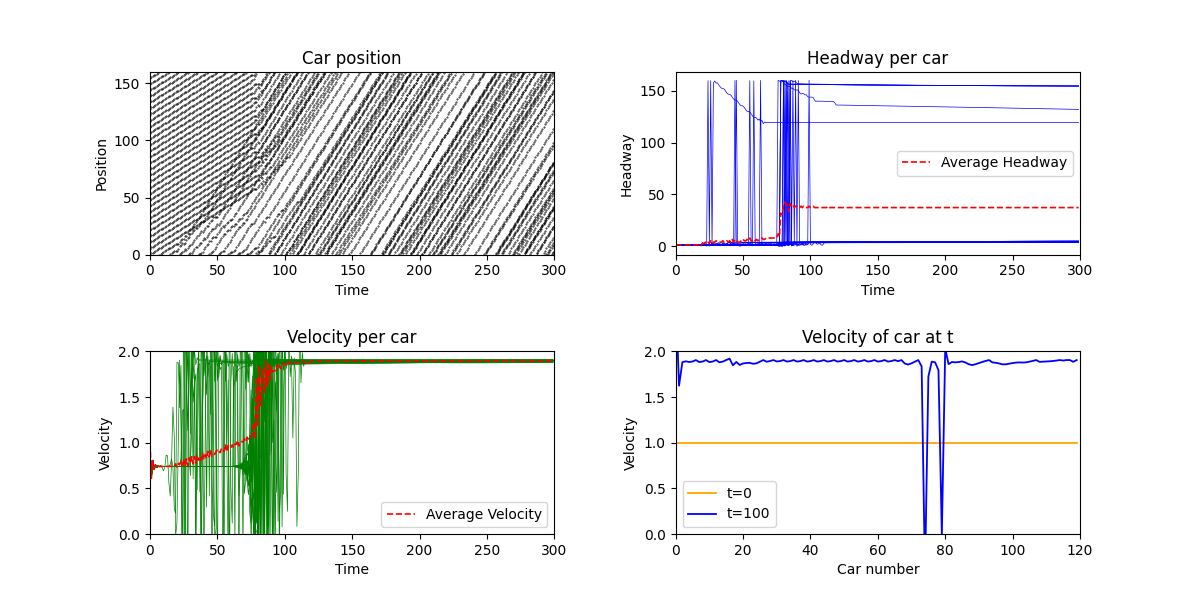 Car position
Position
150
100
50
0
0 50 100 150 200 250 300
Time
Headway per car
Headway
150
100
50
0
Average Headway
0 50 100 150 200 250 300
Time
Velocity per car
Velocity
2.0
1.5
1.0
0.5
0.0
Average Velocity
0 50 100 150 200 250 300
Time
Velocity of car at t
Velocity
2.0
1.5
1.0
0.5
0.0
t=0
t=100
0 20 40 60 80 100 120
Car number